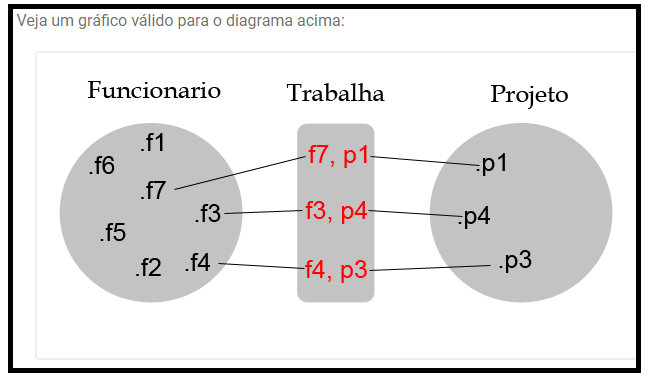 Veja um gráfico válido para o diagrama acima:
Funcionario Trabalha Projeto
.f1
.f6
.f7
.f3
.f5
.f2
.f4
f7, p1
f3, p4
f4, p3
.p1
.p4
.p3